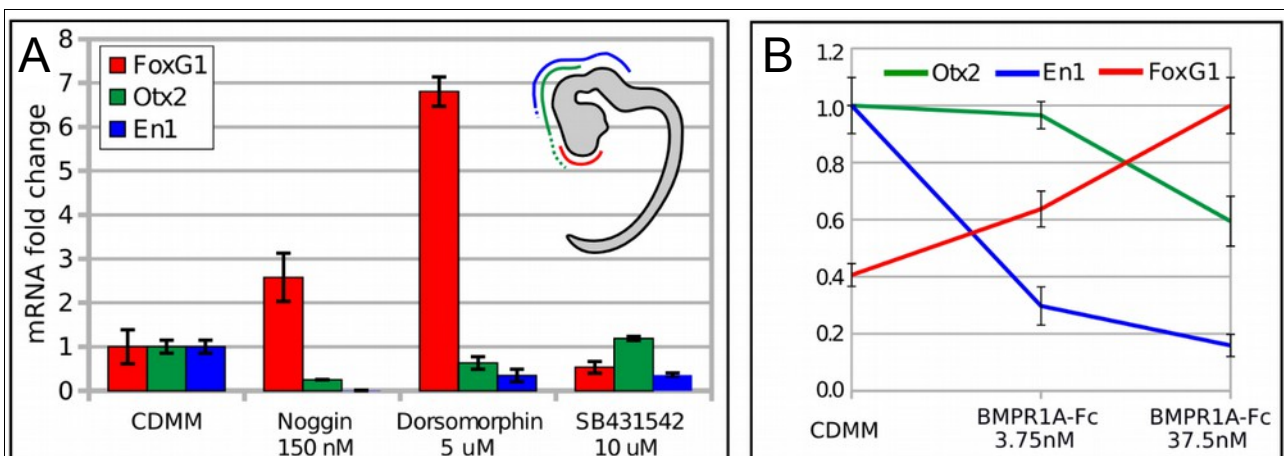 A
mRNA fold change
8
7
6
5
4
3
2
1
0
FoxG1
Otx2
En1
CDMM
Noggin
150 nM
Dorsomorphin
5 uM
SB431542
10 uM
B
1.2
1.0
0.8
0.6
0.4
0.2
0.0
Otx2 En1 FoxG1
CDMM
BMPR1A-Fc
3.75nM
BMPR1A-Fc
37.5nM